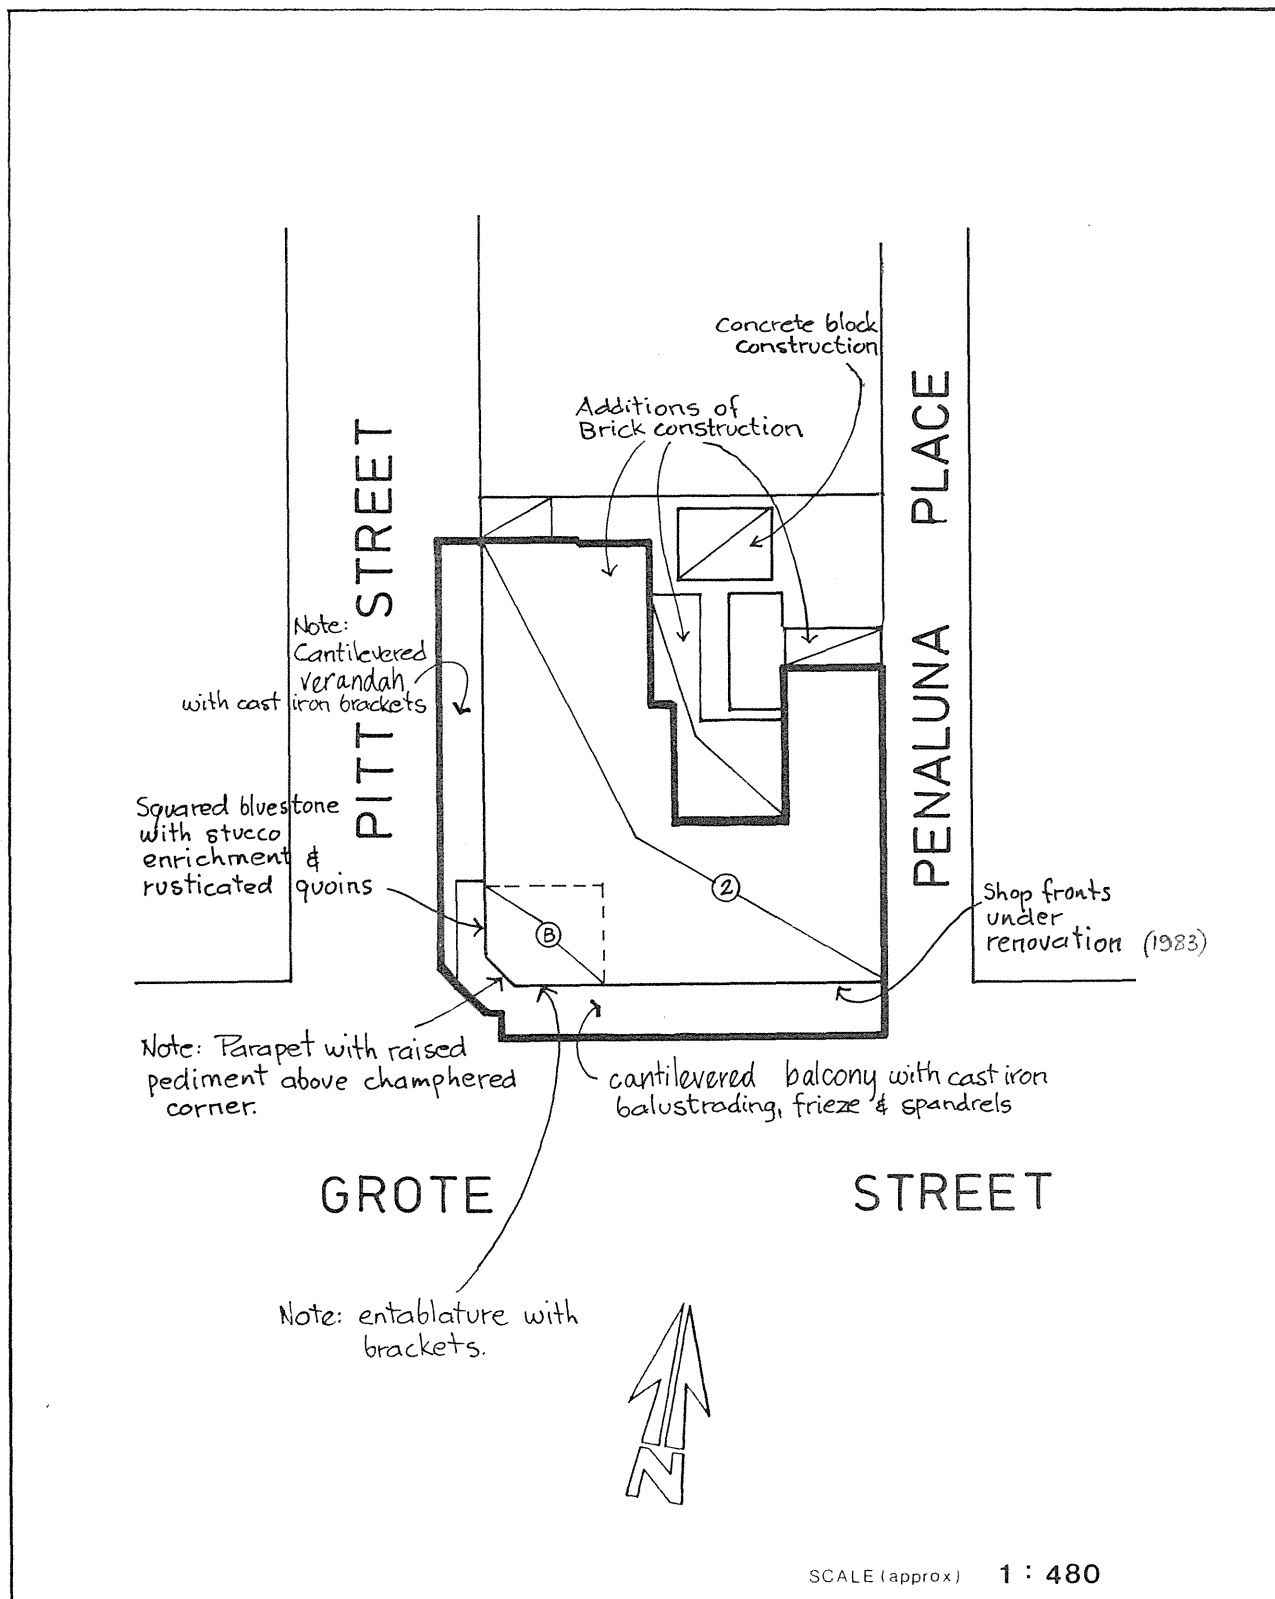 Concrete block
construction
Additions of
Brick construction
PITT STREET
PENALUNA PLACE
Note:
Cantilevered
verandah
with cast iron brackets
Squared bluestone
with stucco
enrichment &
rusticated quoins
2
B
Shop fronts
under
renovation (1983)
Note: Parapet with raised
pediment above champhered
corner.
cantilevered balcony with cast iron
balustrading, frieze & spandrels
GROTE STREET
Note: entablature with
brackets.
N
SCALE (approx) 1 : 480